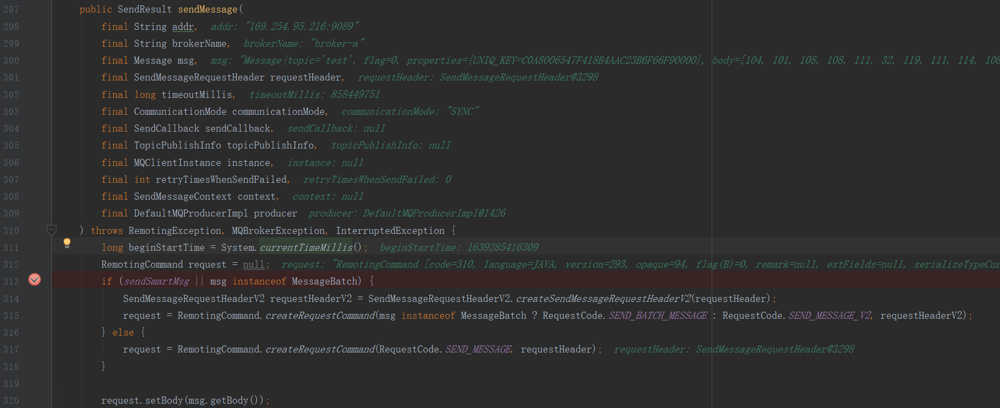 297 public SendResult sendMessage(
298 final String addr,  addr: "169.254.95.216:9089"
299 final String brokerName,  brokerName: "broker-a"
300 final Message msg,  msg: "Message{topic='test', flag=0, properties={UNIQ_KEY=C0A8006547F418B4AAC23B6F66F90000}, body=[104, 101, 108, 108, 111, 32, 119, 111, 114, 108
301 final SendMessageRequestHeader requestHeader,  requestHeader: SendMessageRequestHeader@3298
302 final long timeoutMillis,  timeoutMillis: 858449751
303 final CommunicationMode communicationMode,  communicationMode: "SYNC"
304 final SendCallback sendCallback,  sendCallback: null
305 final TopicPublishInfo topicPublishInfo,  topicPublishInfo: null
306 final MQClientInstance instance,  instance: null
307 final int retryTimesWhenSendFailed,  retryTimesWhenSendFailed: 0
308 final SendMessageContext context,  context: null
309 final DefaultMQProducerImpl producer  producer: DefaultMQProducerImpl@1426
310 ) throws RemotingException, MQBrokerException, InterruptedException {
311 long beginStartTime = System.currentTimeMillis();  beginStartTime: 1639285416309
312 RemotingCommand request = null;  request: "RemotingCommand [code=310, language=JAVA, version=293, opaque=94, flag(B)=0, remark=null, extFields=null, serializeTypeCur
313 if (sendSmartMsg || msg instanceof MessageBatch) {
314 SendMessageRequestHeaderV2 requestHeaderV2 = SendMessageRequestHeaderV2.createSendMessageRequestHeaderV2(requestHeader);
315 request = RemotingCommand.createRequestCommand(msg instanceof MessageBatch ? RequestCode.SEND_BATCH_MESSAGE : RequestCode.SEND_MESSAGE_V2, requestHeaderV2);
316 } else {
317 request = RemotingCommand.createRequestCommand(RequestCode.SEND_MESSAGE, requestHeader);  requestHeader: SendMessageRequestHeader@3298
318 }
319
320 request.setBody(msg.getBody());